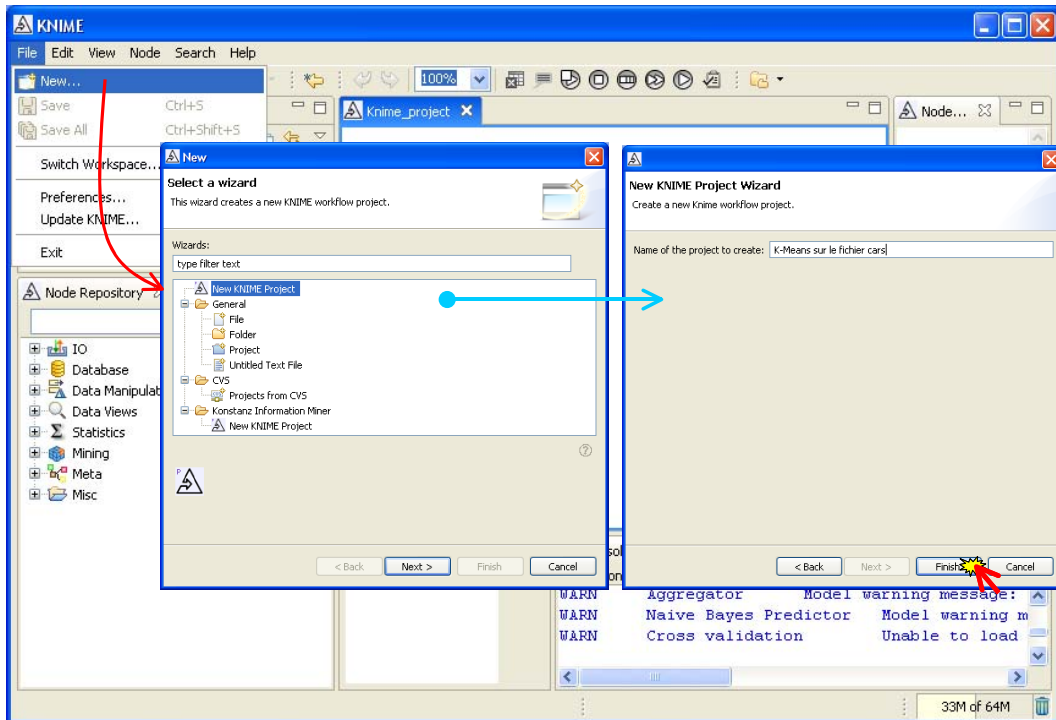 KNIME
File Edit View Node Search Help
New...
100%
Save Ctrl+S
Save All Ctrl+Shift+S
Switch Workspace...
Preferences...
Update KNIME...
Exit
Knime_project
Node...
New
Select a wizard
This wizard creates a new KNIME workflow project.
Wizards:
type filter text
New KNIME Project
General
File
Folder
Project
Untitled Text File
CVS
Projects from CVS
Konstanz Information Miner
New KNIME Project
< Back Next > Finish Cancel
New KNIME Project Wizard
Create a new Knime workflow project.
Name of the project to create: K-Means sur le fichier cars
< Back Next > Finish Cancel
Node Repository
IO
Database
Data Manipulat
Data Views
Statistics
Mining
Meta
Misc
WARN Aggregator Model warning message:
WARN Naive Bayes Predictor Model warning m
WARN Cross validation Unable to load
33M of 64M